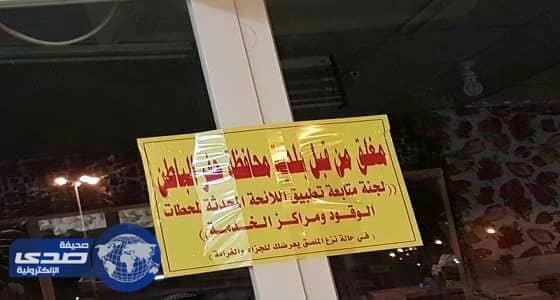 مغلق من قبل بلدية محافظة حفر الباطن
(( لجنة متابعة تطبيق اللائحة المحدثة لمحطات
الوقود ومراكز الخدمة ))
( في حالة نزع الملصق يعرضك للجزاء والغرامة )
صحيفة
صدى
الإلكترونية